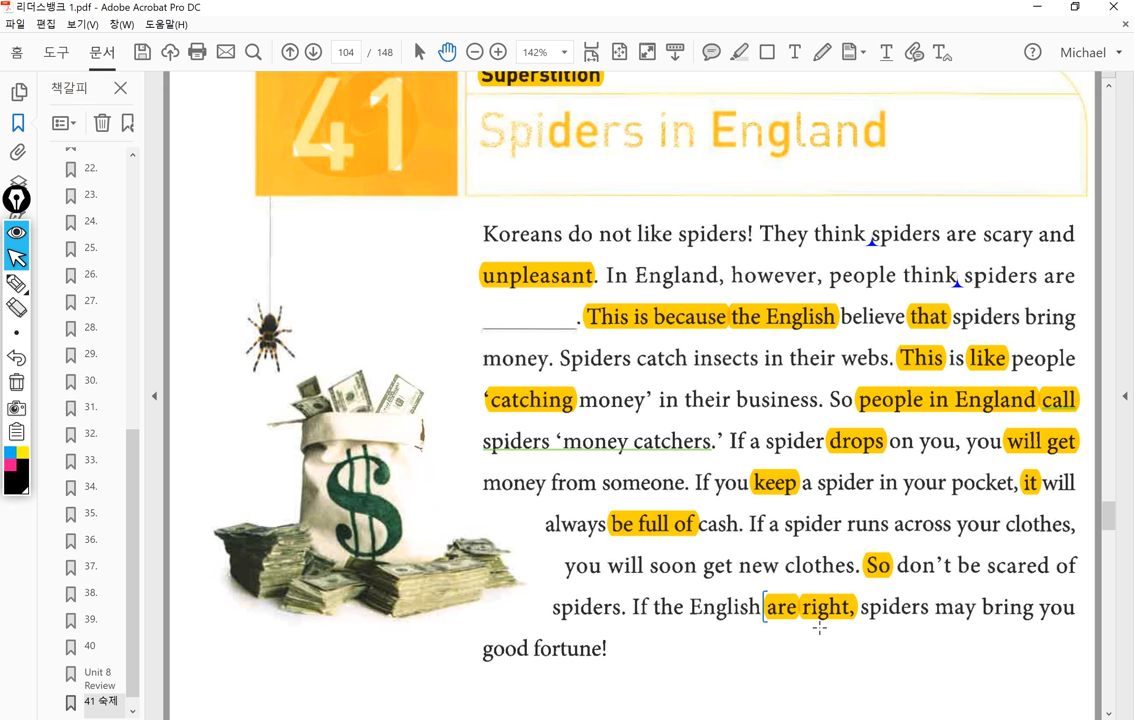 리더스뱅크 1.pdf - Adobe Acrobat Pro DC
파일 편집 보기(V) 창(W) 도움말(H)
홈 도구 문서 104 / 148 142% Michael
책갈피
22.
23.
24.
25.
26.
27.
28.
29.
30.
31.
32.
33.
34.
35.
36.
37.
38.
39.
40
Unit 8
Review
41 숙제
41
Superstition
Spiders in England
Koreans do not like spiders! They think spiders are scary and
unpleasant. In England, however, people think spiders are
_________. This is because the English believe that spiders bring
money. Spiders catch insects in their webs. This is like people
‘catching money’ in their business. So people in England call
spiders ‘money catchers.’ If a spider drops on you, you will get
money from someone. If you keep a spider in your pocket, it will
always be full of cash. If a spider runs across your clothes,
you will soon get new clothes. So don’t be scared of
spiders. If the English are right, spiders may bring you
good fortune!